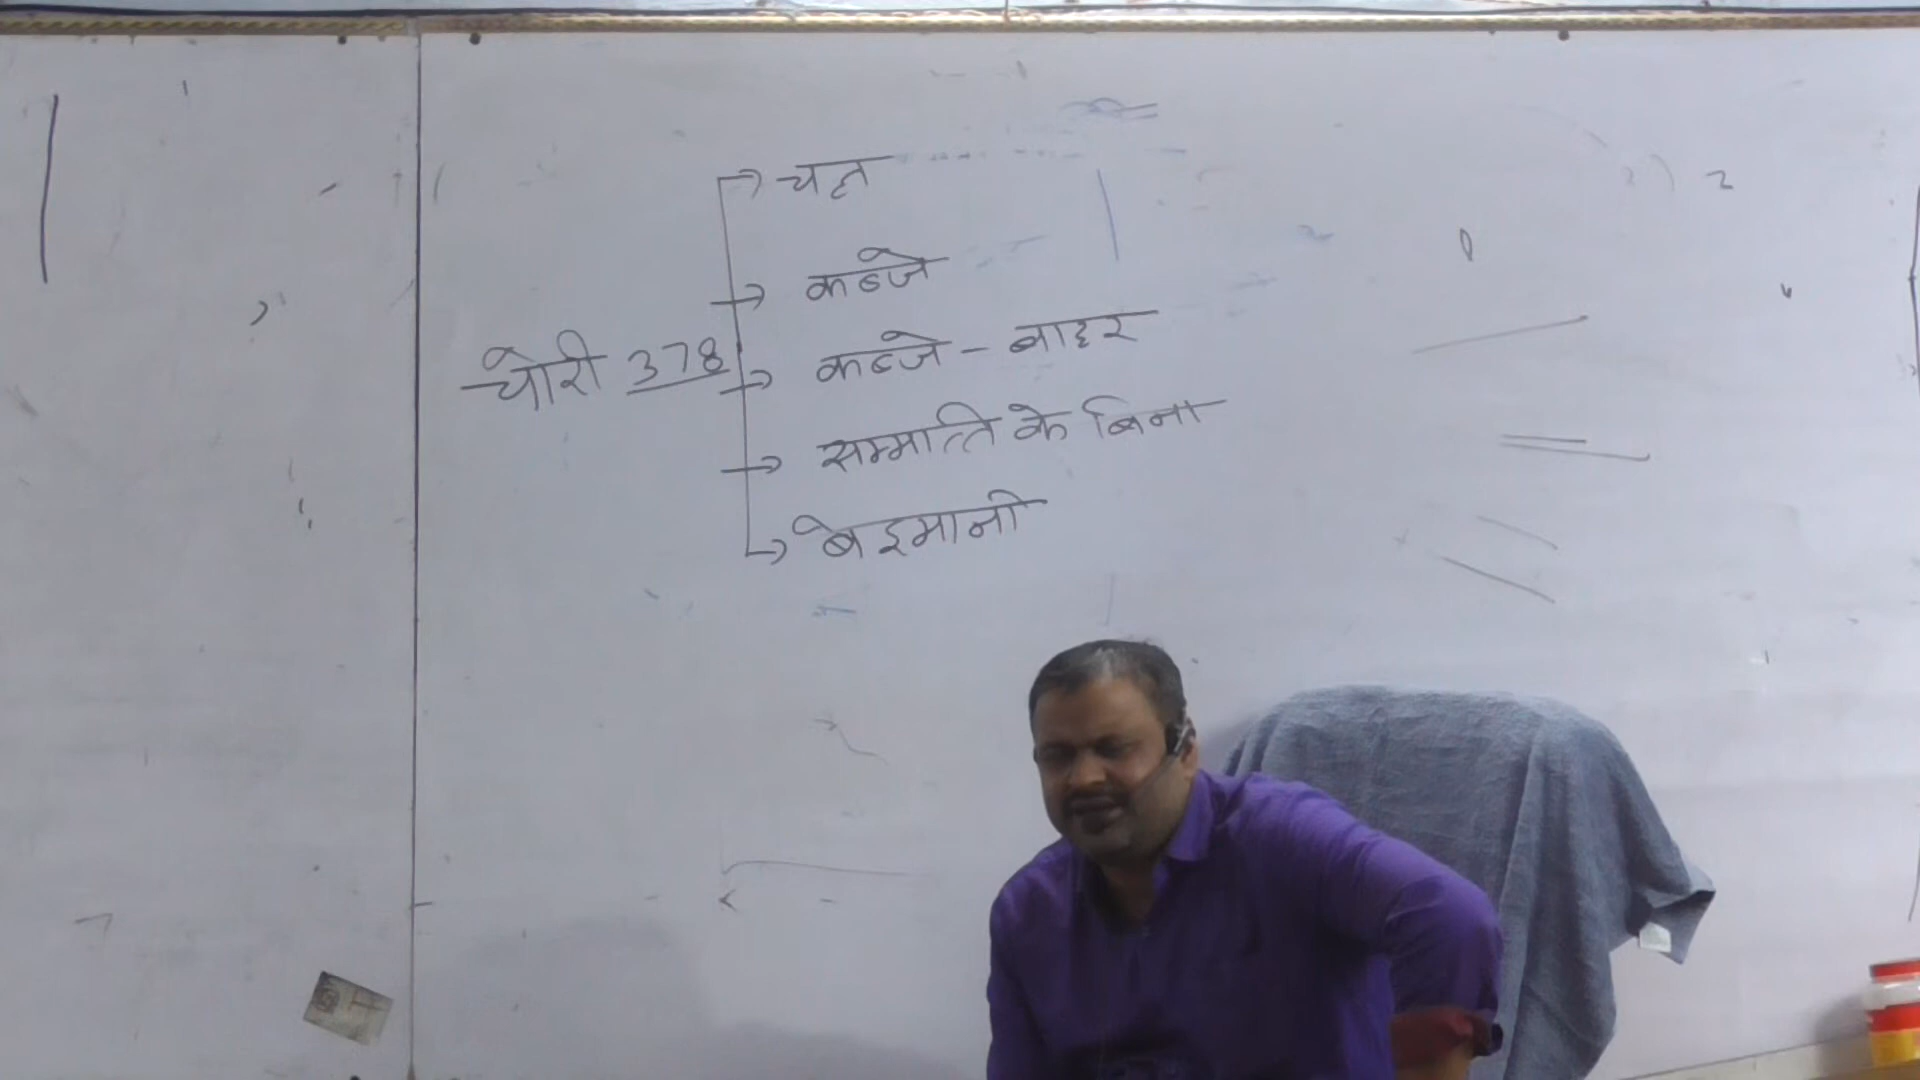 चल
कब्जे
चोरी 378
कब्जे - बाहर
सम्मत्ति के बिना
बेइमानी